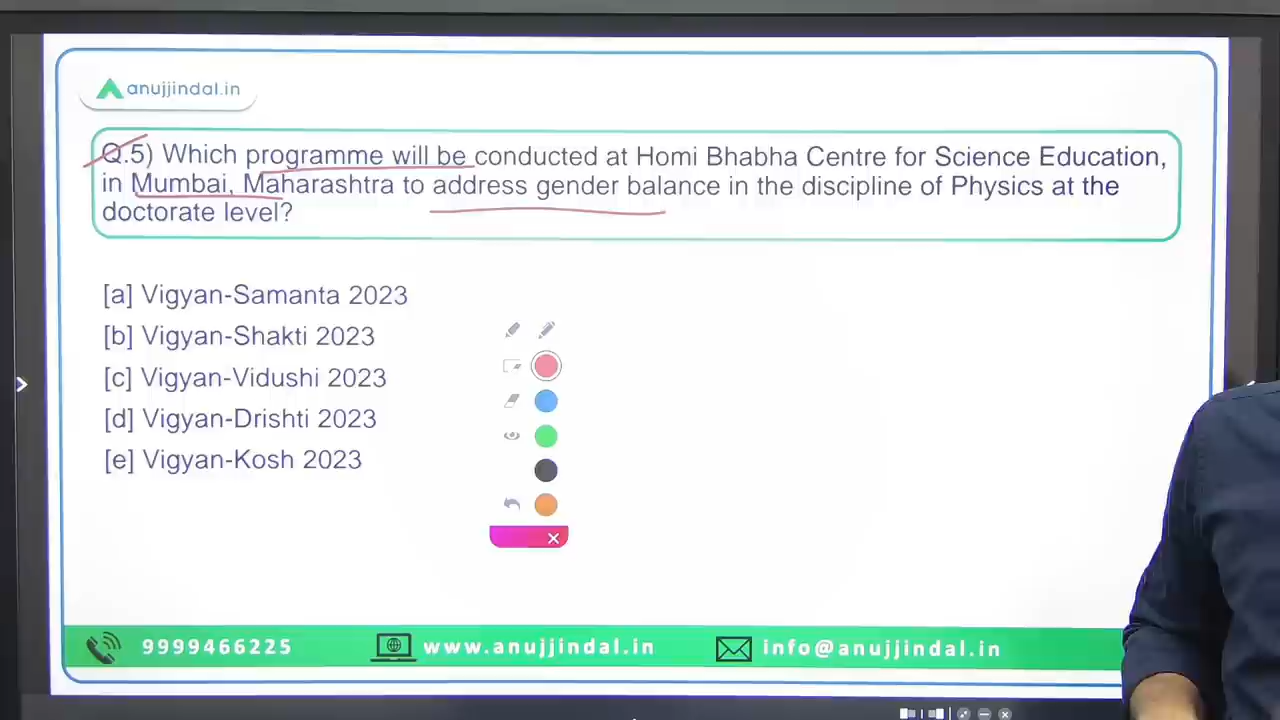 anujjindal.in
Q.5) Which programme will be conducted at Homi Bhabha Centre for Science Education,
in Mumbai, Maharashtra to address gender balance in the discipline of Physics at the
doctorate level?
[a] Vigyan-Samanta 2023
[b] Vigyan-Shakti 2023
[c] Vigyan-Vidushi 2023
[d] Vigyan-Drishti 2023
[e] Vigyan-Kosh 2023
9999466225
www.anujjindal.in
info@anujjindal.in